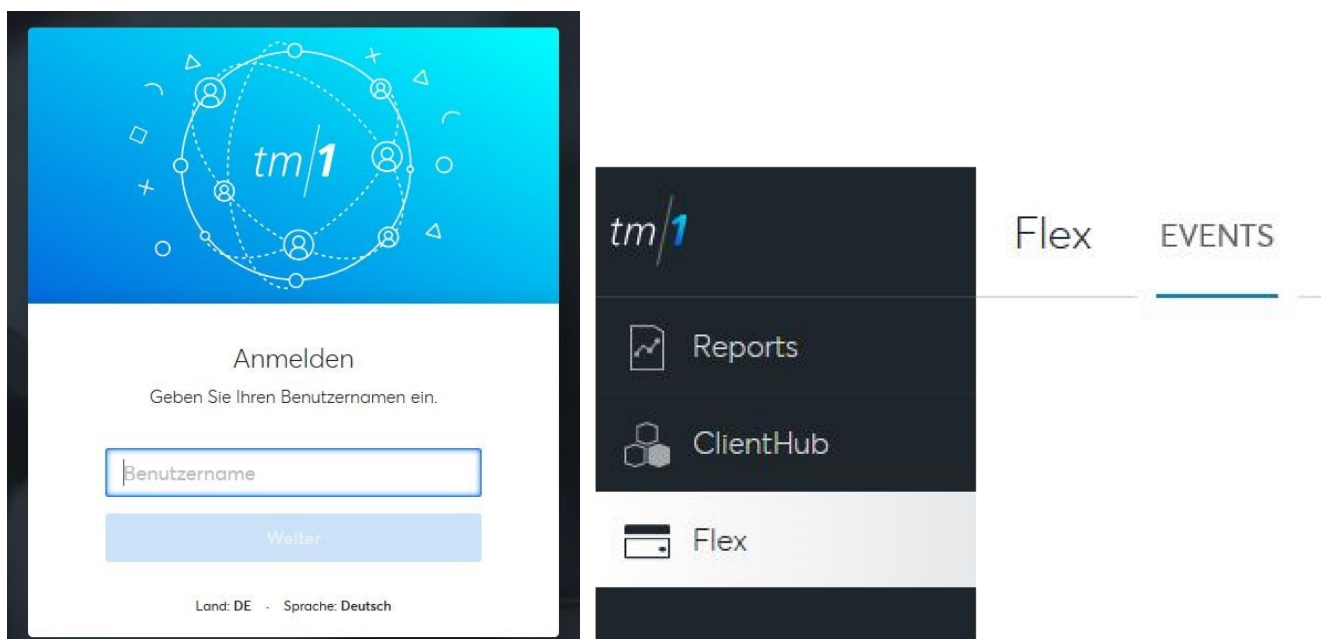 tm/1
Anmelden
Geben Sie Ihren Benutzernamen ein.
Benutzername
Weiter
Land: DE · Sprache: Deutsch
tm/1
Reports
ClientHub
Flex
Flex EVENTS